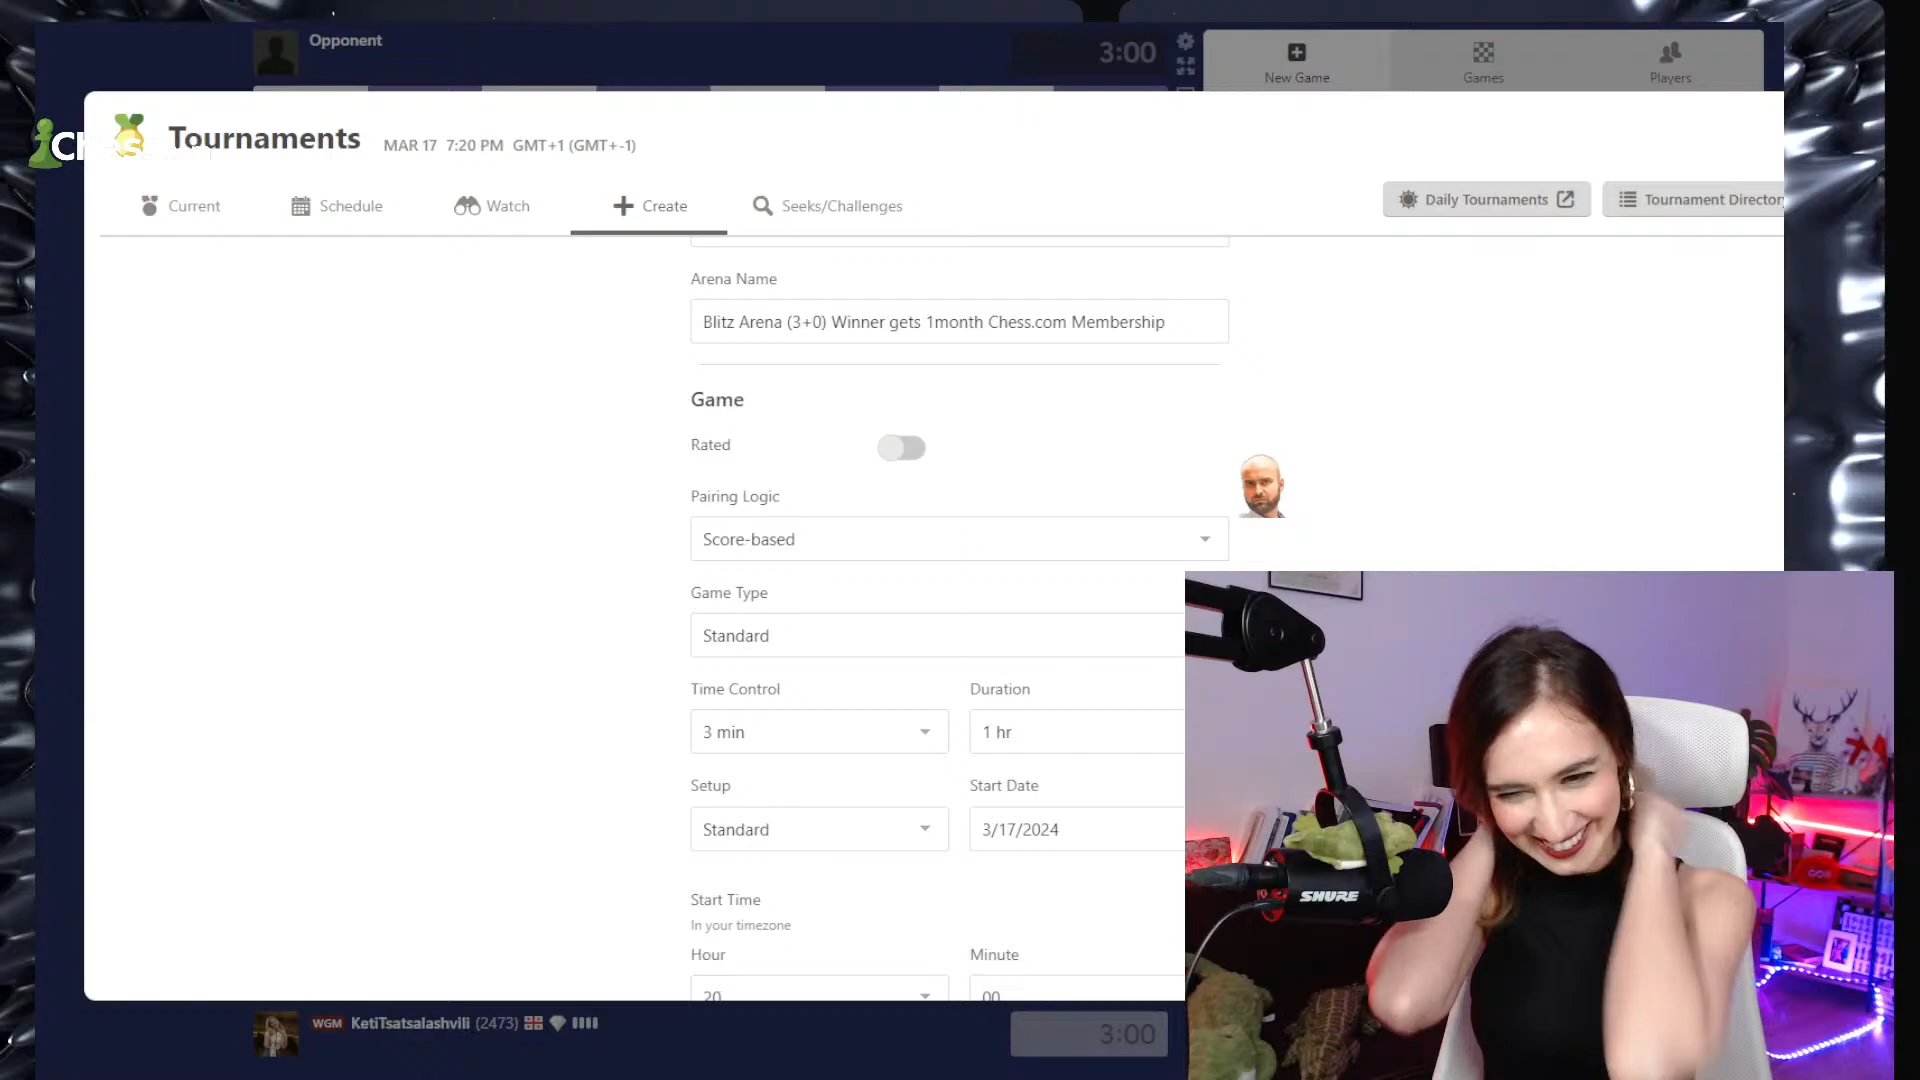 Opponent
3:00
New Game
Games
Players
Tournaments
MAR 17 7:20 PM GMT+1 (GMT+-1)
Current
Schedule
Watch
Create
Seeks/Challenges
Daily Tournaments
Tournament Director
Arena Name
Blitz Arena (3+0) Winner gets 1month Chess.com Membership
Game
Rated
Pairing Logic
Score-based
Game Type
Standard
Time Control
Duration
3 min
1 hr
Setup
Start Date
Standard
3/17/2024
Start Time
In your timezone
Hour
Minute
20
00
SHURE
WGM KetiTsatsalashvili (2473)
3:00